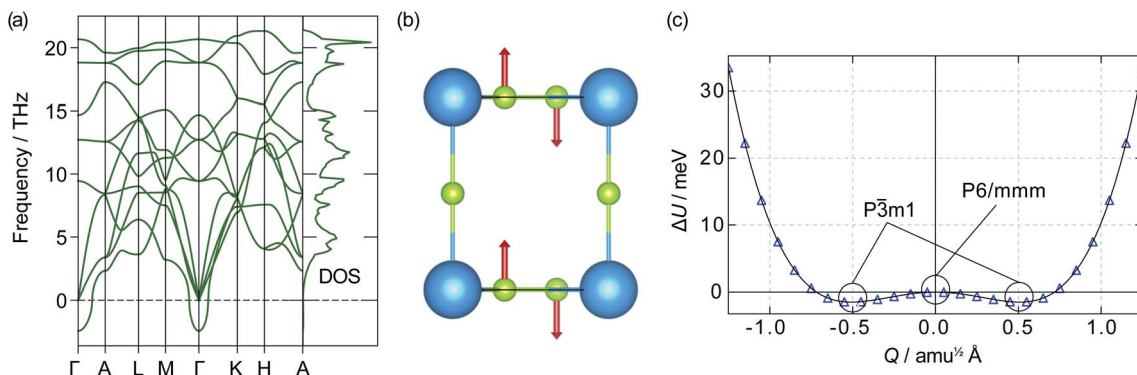 (a)
Frequency / THz
20
15
10
5
0
DOS
Γ A L M Γ K H A
(b)
(c)
ΔU / meV
30
20
10
0
P3̅m1
P6/mmm
-1.0 -0.5 0.0 0.5 1.0
Q / amu½ Å